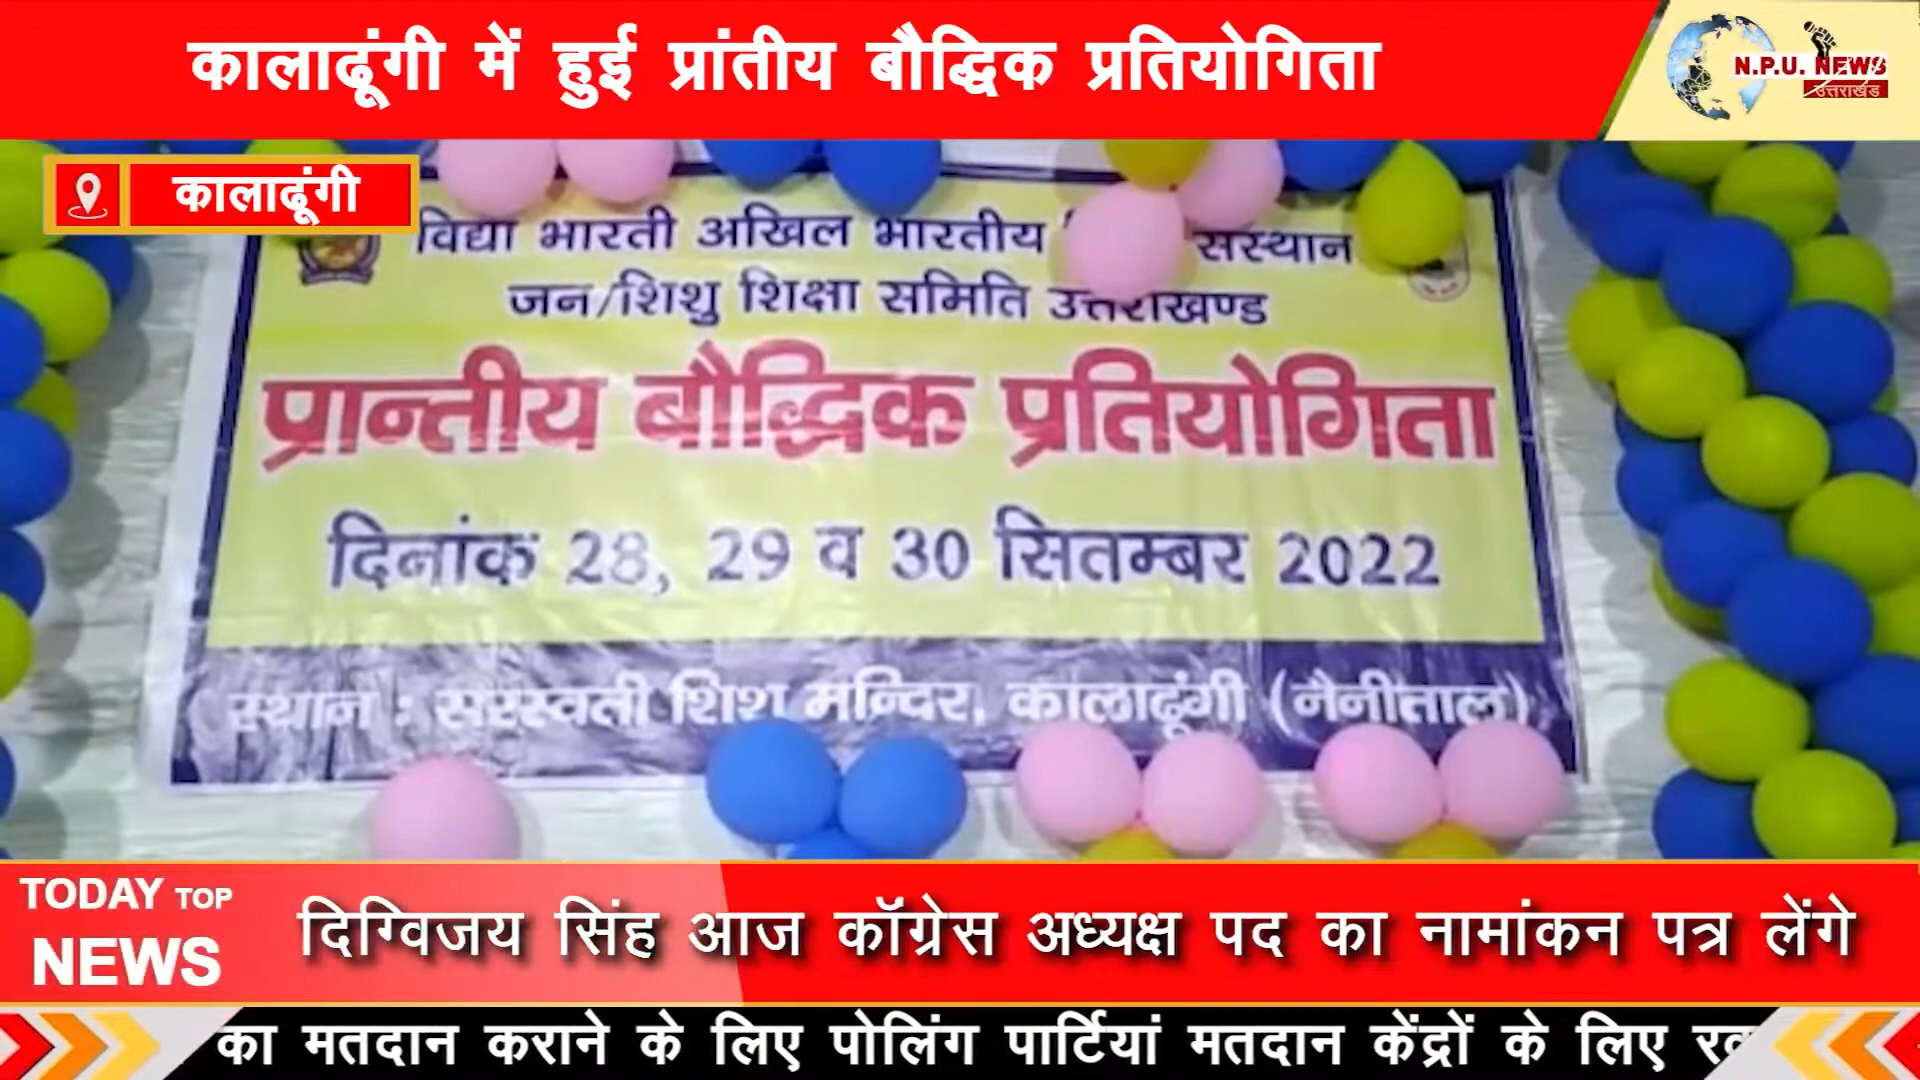 कालाढूंगी में हुई प्रांतीय बौद्धिक प्रतियोगिता
N.P.U. NEWS
उत्तराखंड
कालाढूंगी
विद्या भारती अखिल भारतीय संस्थान
जन/शिशु शिक्षा समिति उत्तराखण्ड
प्रान्तीय बौद्धिक प्रतियोगिता
दिनांक 28, 29 व 30 सितम्बर 2022
स्थान : सरस्वती शिशु मन्दिर, कालाढूंगी (नैनीताल)
TODAY TOP
NEWS
दिग्विजय सिंह आज कॉग्रेस अध्यक्ष पद का नामांकन पत्र लेंगे
का मतदान कराने के लिए पोलिंग पार्टियां मतदान केंद्रों के लिए